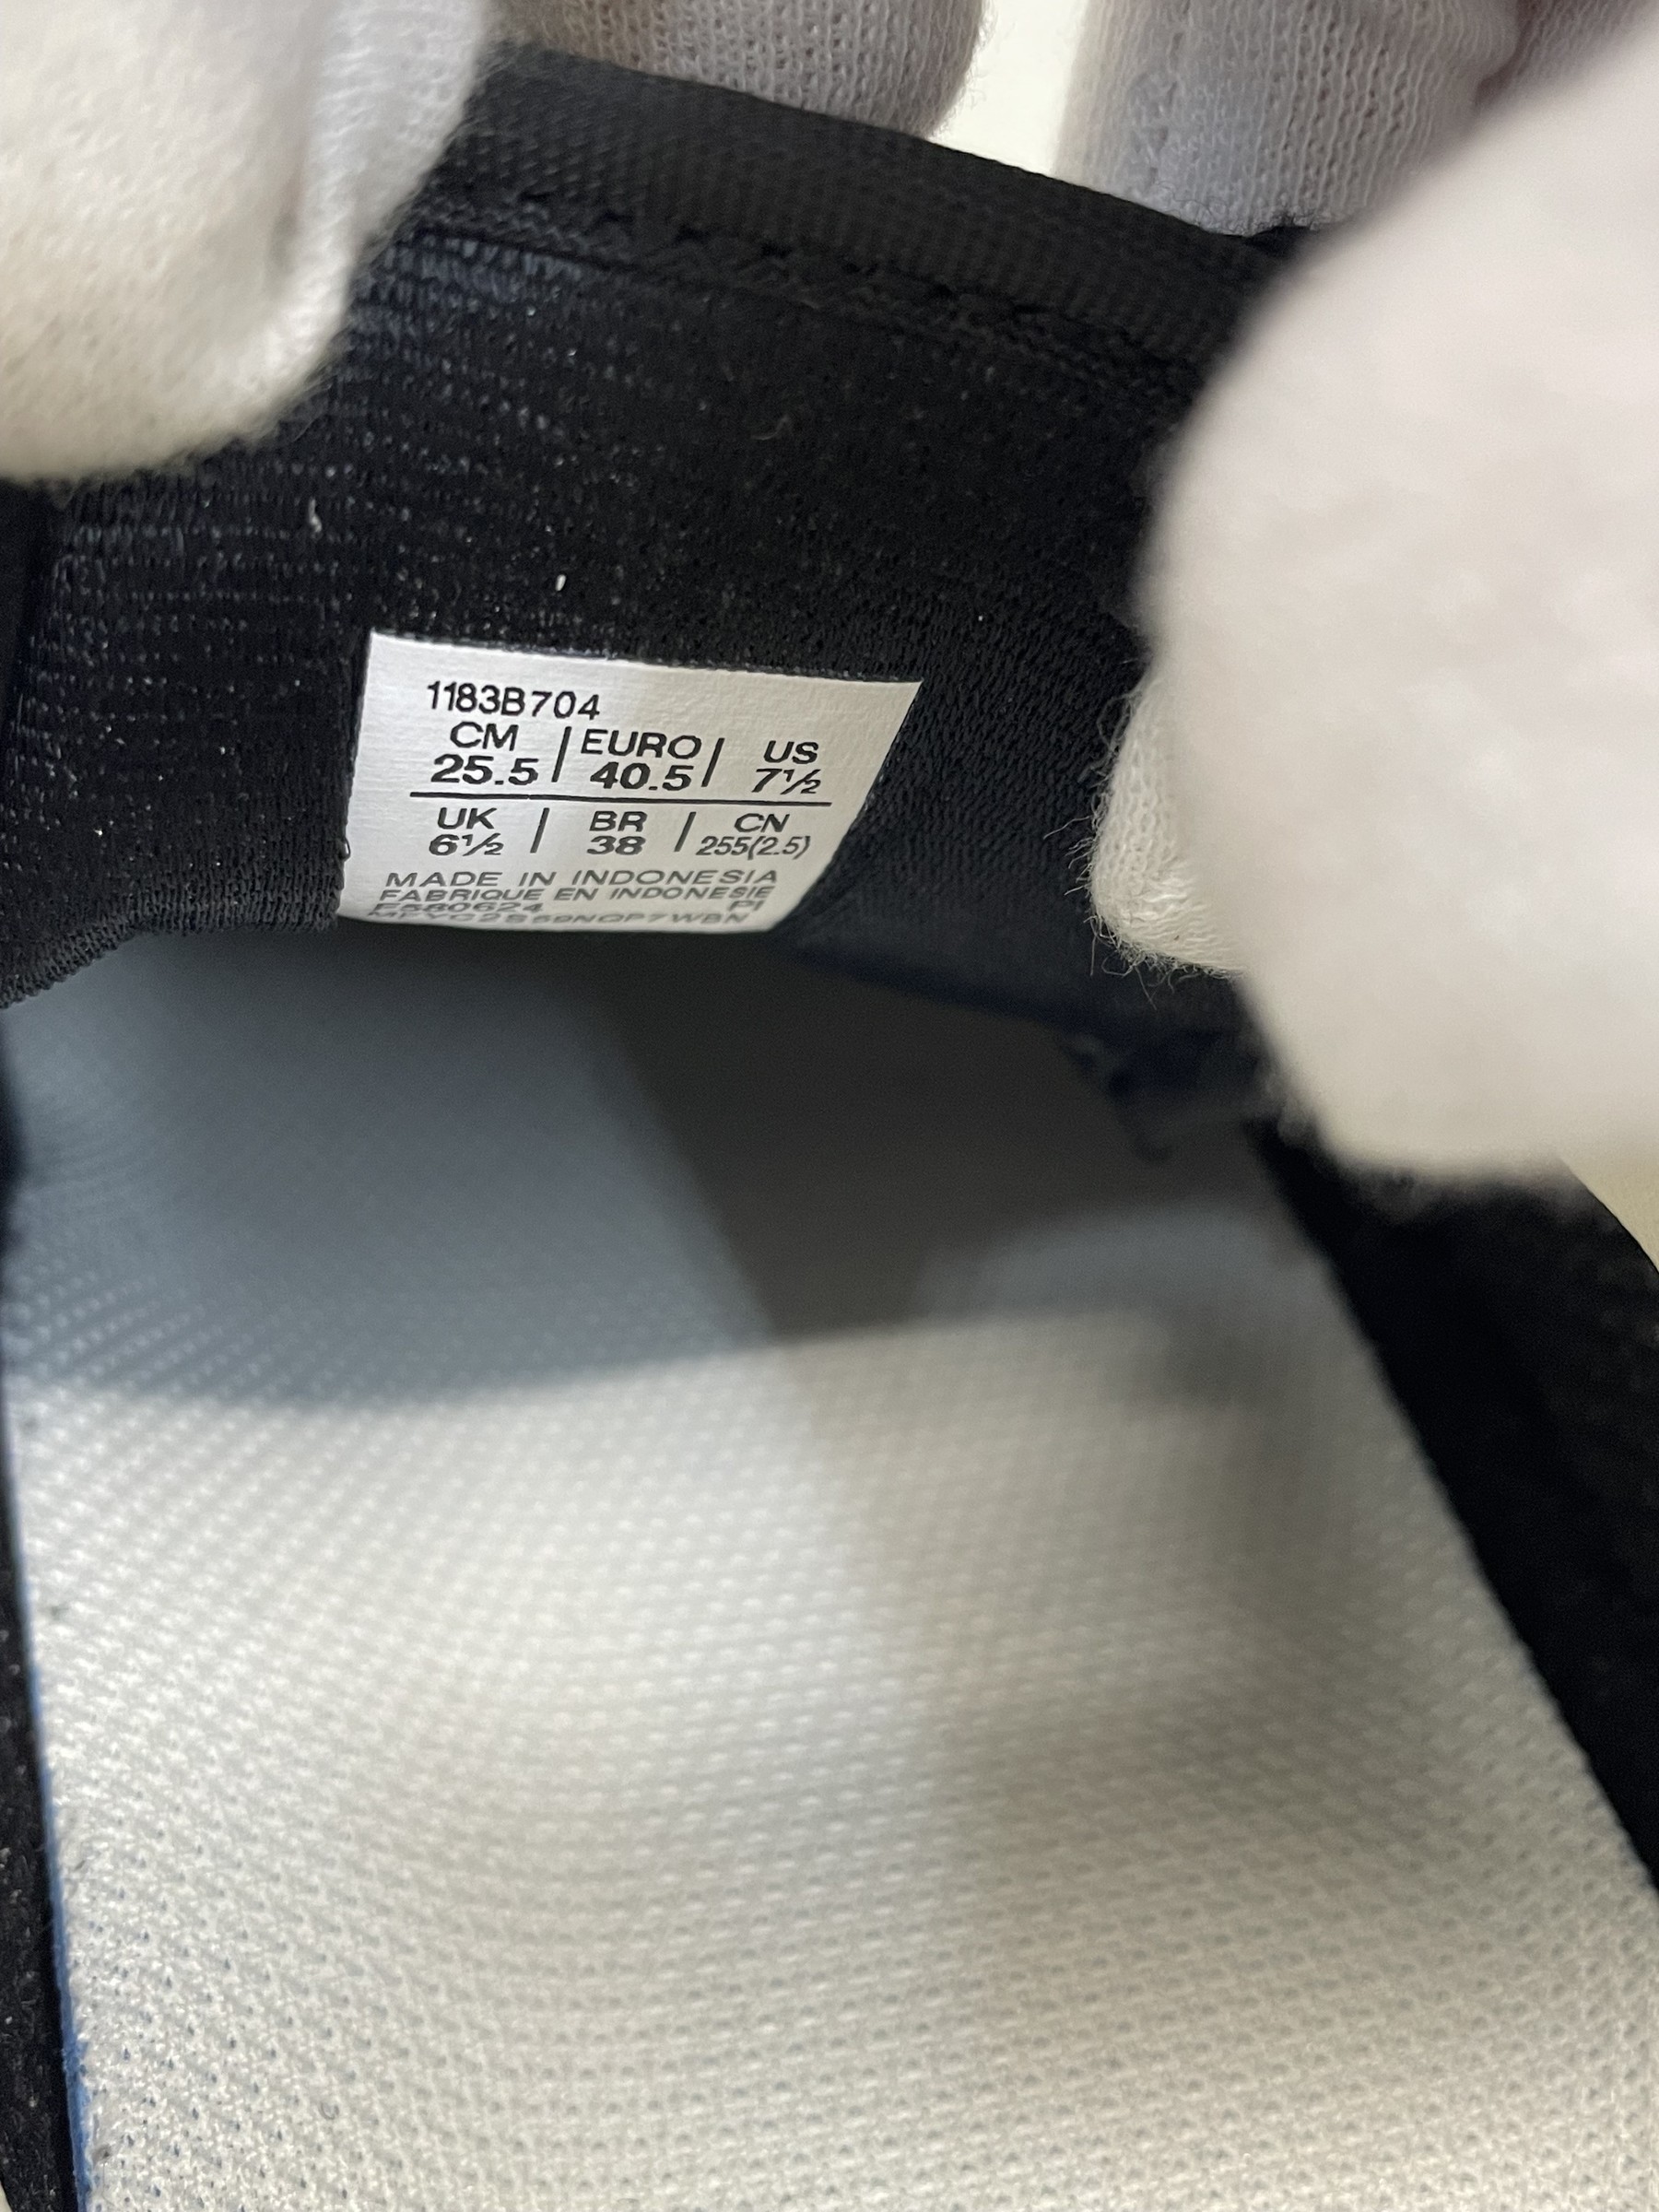 1183B704
CM | EURO | US
25.5 | 40.5 | 7½
UK | BR | CN
6½ | 38 | 255(2.5)
MADE IN INDONESIA
FABRIQUE EN INDONESIE
PI